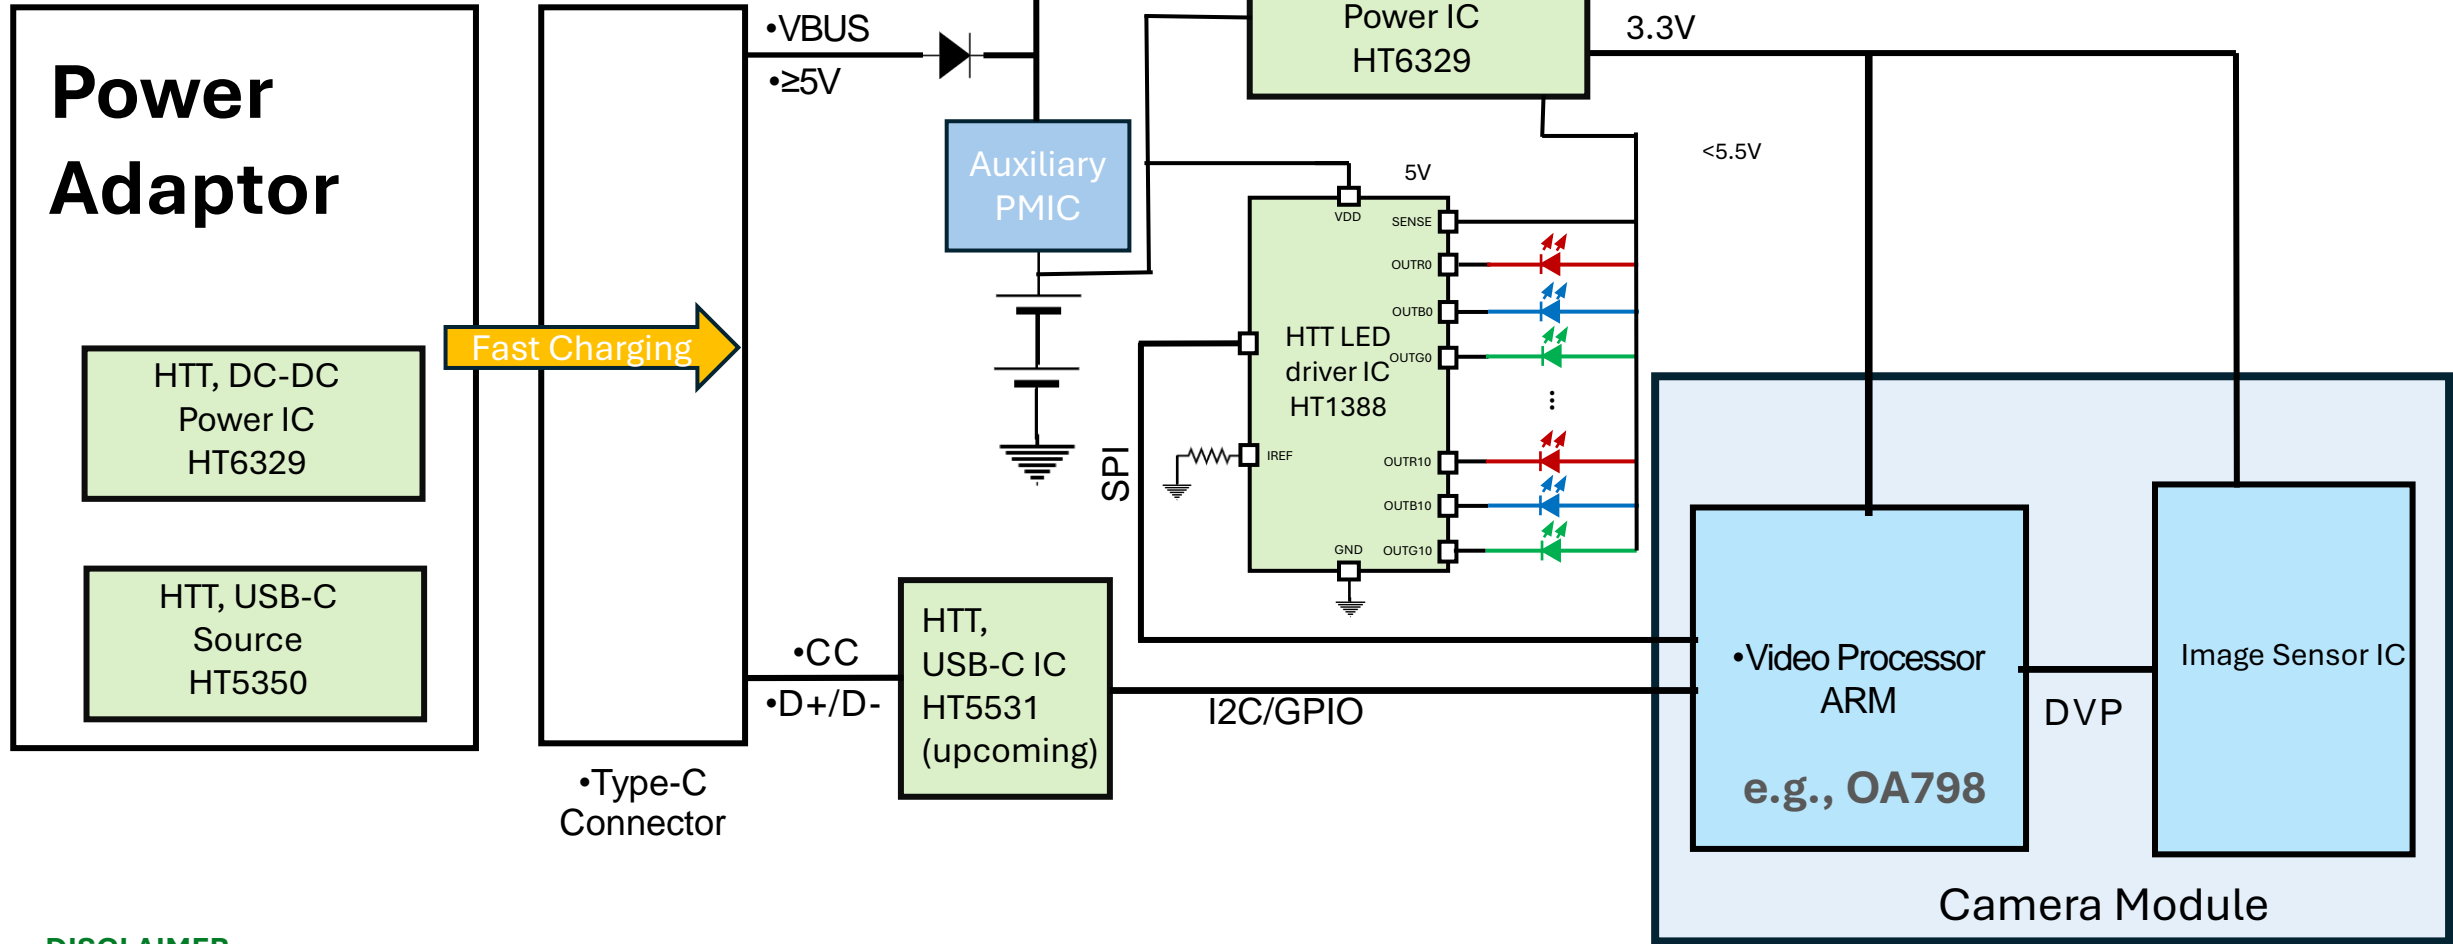 Power
Adaptor
HTT, DC-DC
Power IC
HT6329
HTT, USB-C
Source
HT5350
Fast Charging
•Type-C
Connector
•VBUS
•≥5V
Auxiliary
PMIC
•CC
•D+/D-
HTT,
USB-C IC
HT5531
(upcoming)
Power IC
HT6329
3.3V
<5.5V
5V
VDD
SENSE
OUTR0
OUTB0
OUTG0
HTT LED
driver IC
HT1388
...
IREF
OUTR10
OUTB10
GND
OUTG10
SPI
I2C/GPIO
•Video Processor
ARM
e.g., OA798
DVP
Image Sensor IC
Camera Module
DISCLAIMER